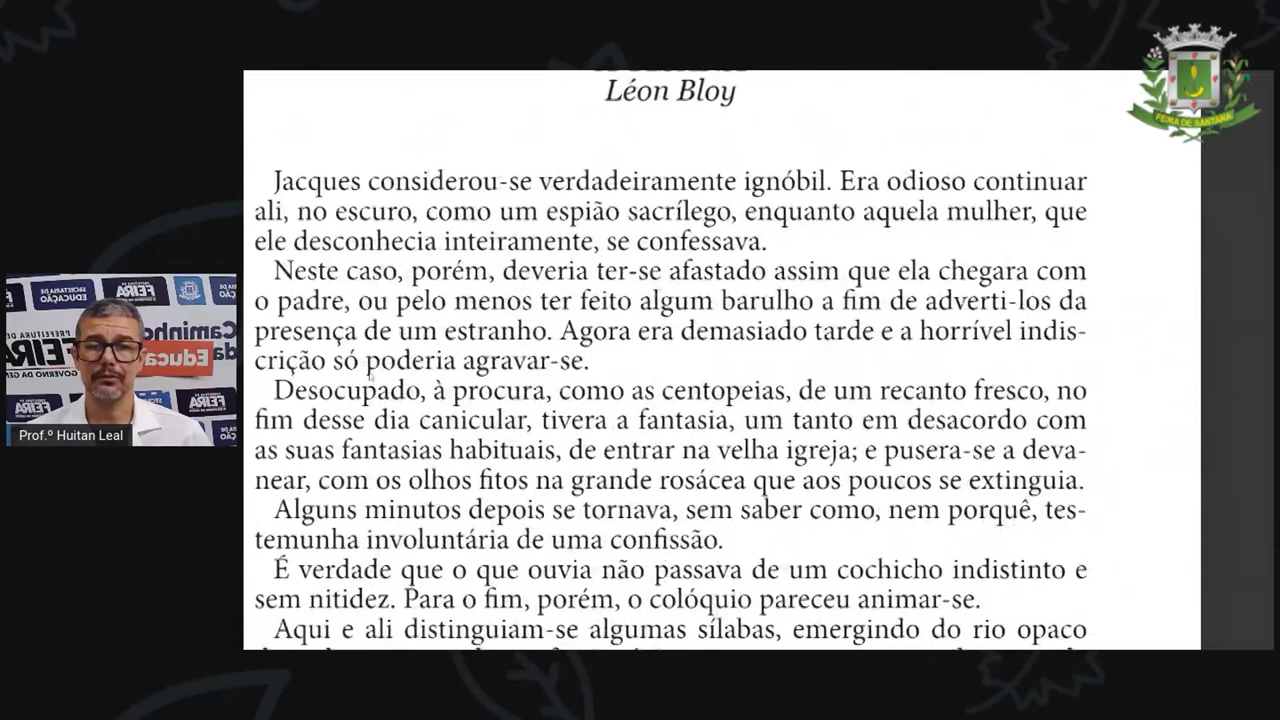 Léon Bloy
FEIRA DE SANTANA
Jacques considerou-se verdadeiramente ignóbil. Era odioso continuar
ali, no escuro, como um espião sacrílego, enquanto aquela mulher, que
ele desconhecia inteiramente, se confessava.
Neste caso, porém, deveria ter-se afastado assim que ela chegara com
o padre, ou pelo menos ter feito algum barulho a fim de adverti-los da
presença de um estranho. Agora era demasiado tarde e a horrível indis-
crição só poderia agravar-se.
Desocupado, à procura, como as centopeias, de um recanto fresco, no
fim desse dia canicular, tivera a fantasia, um tanto em desacordo com
as suas fantasias habituais, de entrar na velha igreja; e pusera-se a deva-
near, com os olhos fitos na grande rosácea que aos poucos se extinguia.
Alguns minutos depois se tornava, sem saber como, nem porquê, tes-
temunha involuntária de uma confissão.
É verdade que o que ouvia não passava de um cochicho indistinto e
sem nitidez. Para o fim, porém, o colóquio pareceu animar-se.
Aqui e ali distinguiam-se algumas sílabas, emergindo do rio opaco
SECRETARIA DE
EDUCAÇÃO
PREFEITURA DE
FEIRA
GOVERNO DA GENTE
Caminho
da
Educa
FEIRA
Prof.º Huitan Leal